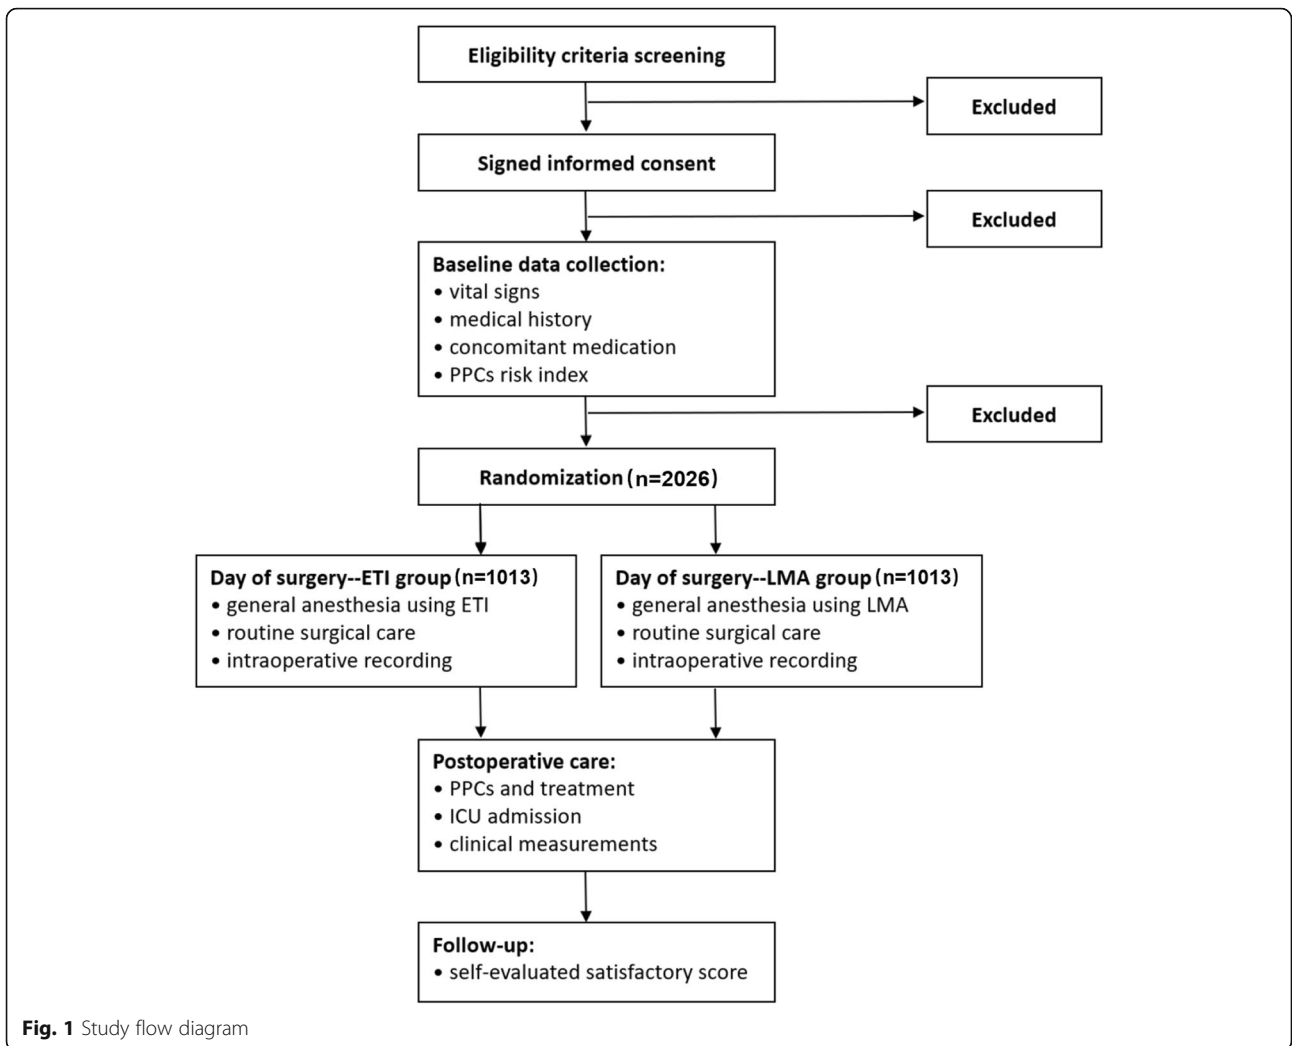 Eligibility criteria screening
Excluded
Signed informed consent
Excluded
Baseline data collection:
• vital signs
• medical history
• concomitant medication
• PPCs risk index
Excluded
Randomization (n=2026)
Day of surgery--ETI group (n=1013)
• general anesthesia using ETI
• routine surgical care
• intraoperative recording
Day of surgery--LMA group (n=1013)
• general anesthesia using LMA
• routine surgical care
• intraoperative recording
Postoperative care:
• PPCs and treatment
• ICU admission
• clinical measurements
Follow-up:
• self-evaluated satisfactory score
Fig. 1 Study flow diagram